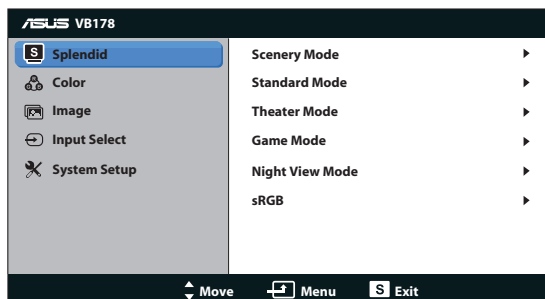 ASUS VB178
S Splendid
Color
Image
Input Select
System Setup
Scenery Mode
Standard Mode
Theater Mode
Game Mode
Night View Mode
sRGB
Move Menu S Exit